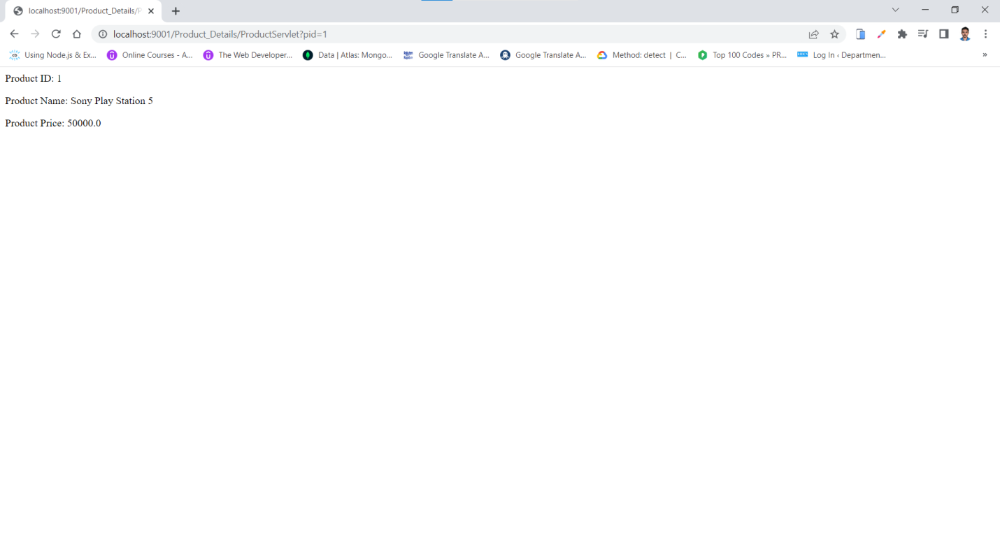 localhost:9001/Product_Details/P
localhost:9001/Product_Details/ProductServlet?pid=1
Using Node.js & Ex... Online Courses - A... The Web Developer... Data | Atlas: Mongo... Google Translate A... Google Translate A... Method: detect | C... Top 100 Codes » PR... Log In ‹ Departmen... »
Product ID: 1
Product Name: Sony Play Station 5
Product Price: 50000.0